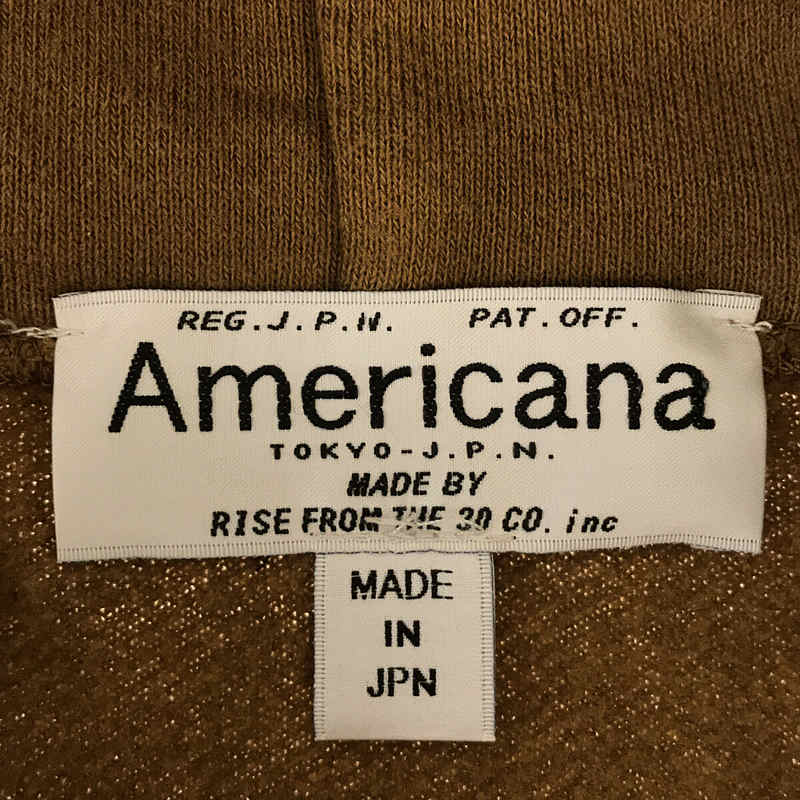 REG.J.P.N. PAT.OFF.
Americana
TOKYO-J.P.N.
MADE BY
RISE FROM THE 30 CO. inc
MADE
IN
JPN